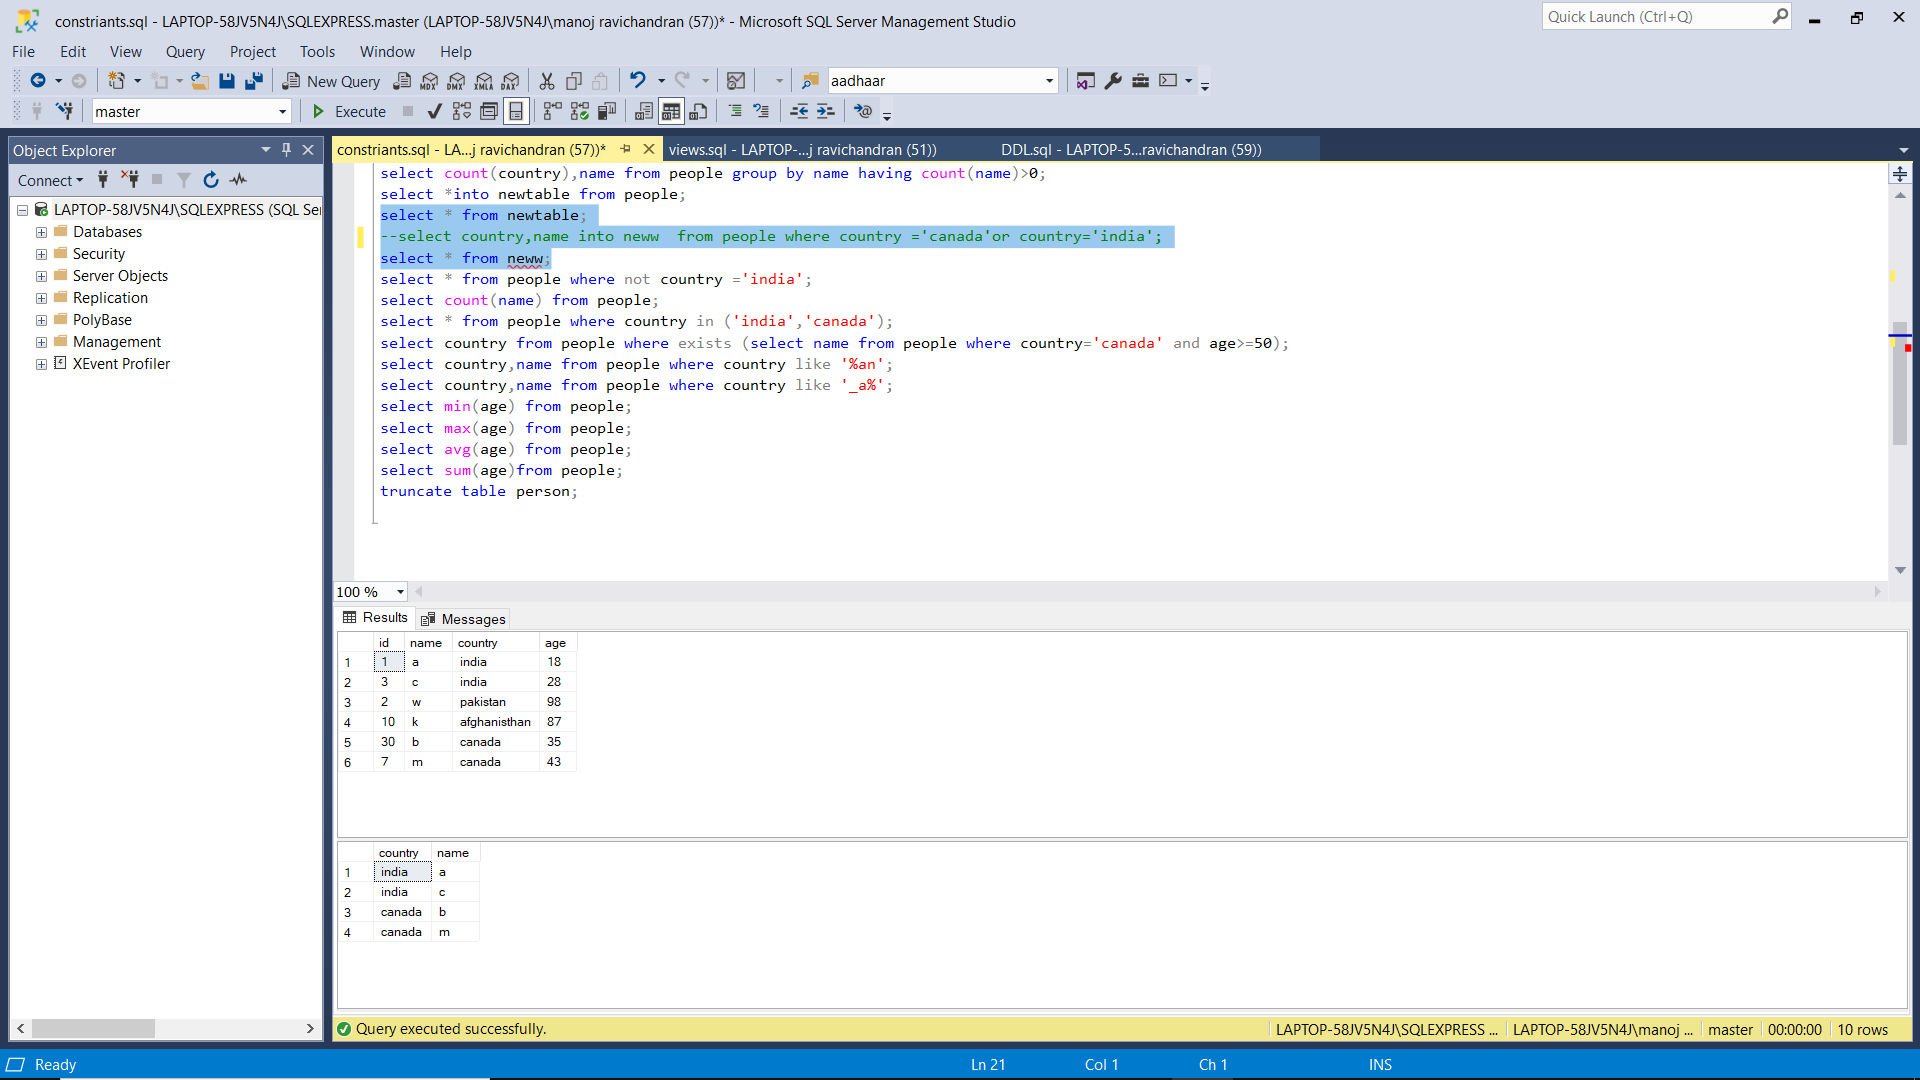 constriants.sql - LAPTOP-58JV5N4J\SQLEXPRESS.master (LAPTOP-58JV5N4J\manoj ravichandran (57))* - Microsoft SQL Server Management Studio
Quick Launch (Ctrl+Q)
File Edit View Query Project Tools Window Help
New Query MDX DMX XMLA DAX aadhaar
master Execute
Object Explorer
constriants.sql - LA...j ravichandran (57))* views.sql - LAPTOP-...j ravichandran (51)) DDL.sql - LAPTOP-5...ravichandran (59))
Connect
LAPTOP-58JV5N4J\SQLEXPRESS (SQL Ser
Databases
Security
Server Objects
Replication
PolyBase
Management
XEvent Profiler
select count(country),name from people group by name having count(name)>0;
select *into newtable from people;
select * from newtable;
--select country,name into neww  from people where country ='canada'or country='india';
select * from neww;
select * from people where not country ='india';
select count(name) from people;
select * from people where country in ('india','canada');
select country from people where exists (select name from people where country='canada' and age>=50);
select country,name from people where country like '%an';
select country,name from people where country like '_a%';
select min(age) from people;
select max(age) from people;
select avg(age) from people;
select sum(age)from people;
truncate table person;
100 %
Results Messages
id name country age
1 1 a india 18
2 3 c india 28
3 2 w pakistan 98
4 10 k afghanisthan 87
5 30 b canada 35
6 7 m canada 43
country name
1 india a
2 india c
3 canada b
4 canada m
Query executed successfully. LAPTOP-58JV5N4J\SQLEXPRESS ... LAPTOP-58JV5N4J\manoj ... master 00:00:00 10 rows
Ready Ln 21 Col 1 Ch 1 INS